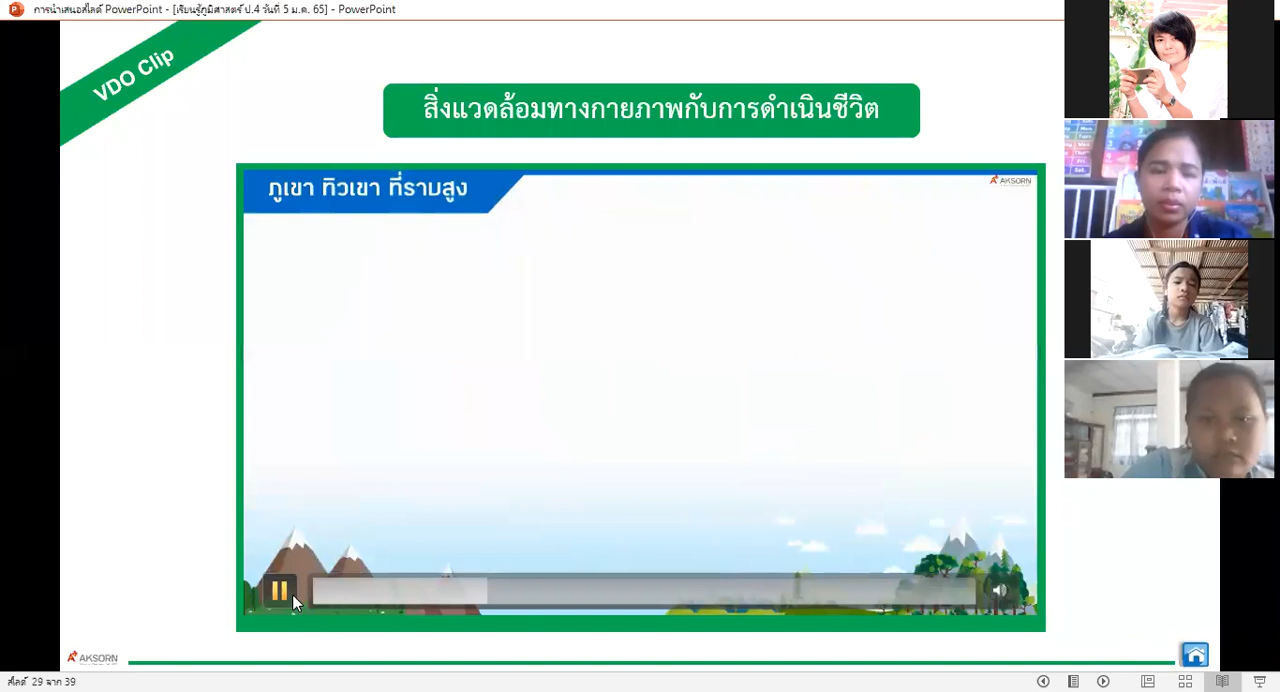 การนำเสนอสไลด์ PowerPoint - [เรียนรู้ภูมิศาสตร์ ป.4 วันที่ 5 ม.ค. 65] - PowerPoint
VDO Clip
สิ่งแวดล้อมทางกายภาพกับการดำเนินชีวิต
ภูเขา ทิวเขา ที่ราบสูง
AKSORN
AKSORN
สไลด์ 29 จาก 39